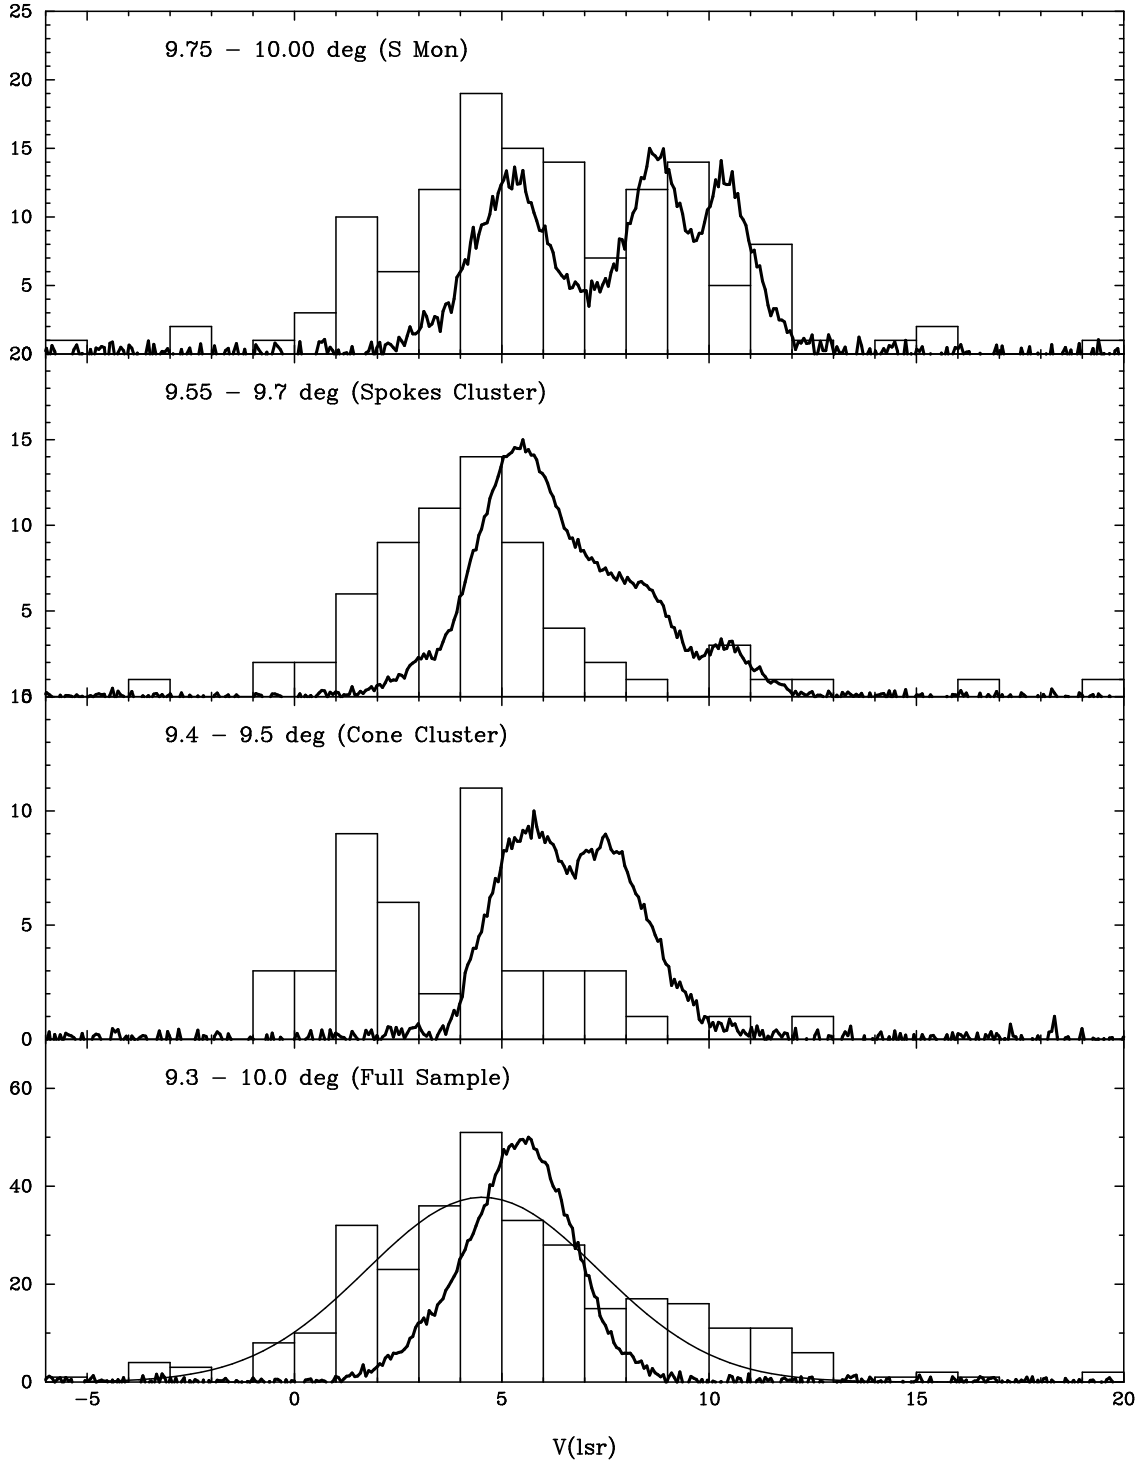 25
9.75 – 10.00 deg (S Mon)
20
15
10
5
20
9.55 – 9.7 deg (Spokes Cluster)
15
10
5
9.4 – 9.5 deg (Cone Cluster)
10
5
0
9.3 – 10.0 deg (Full Sample)
60
40
20
0
−5 0 5 10 15 20
V(lsr)